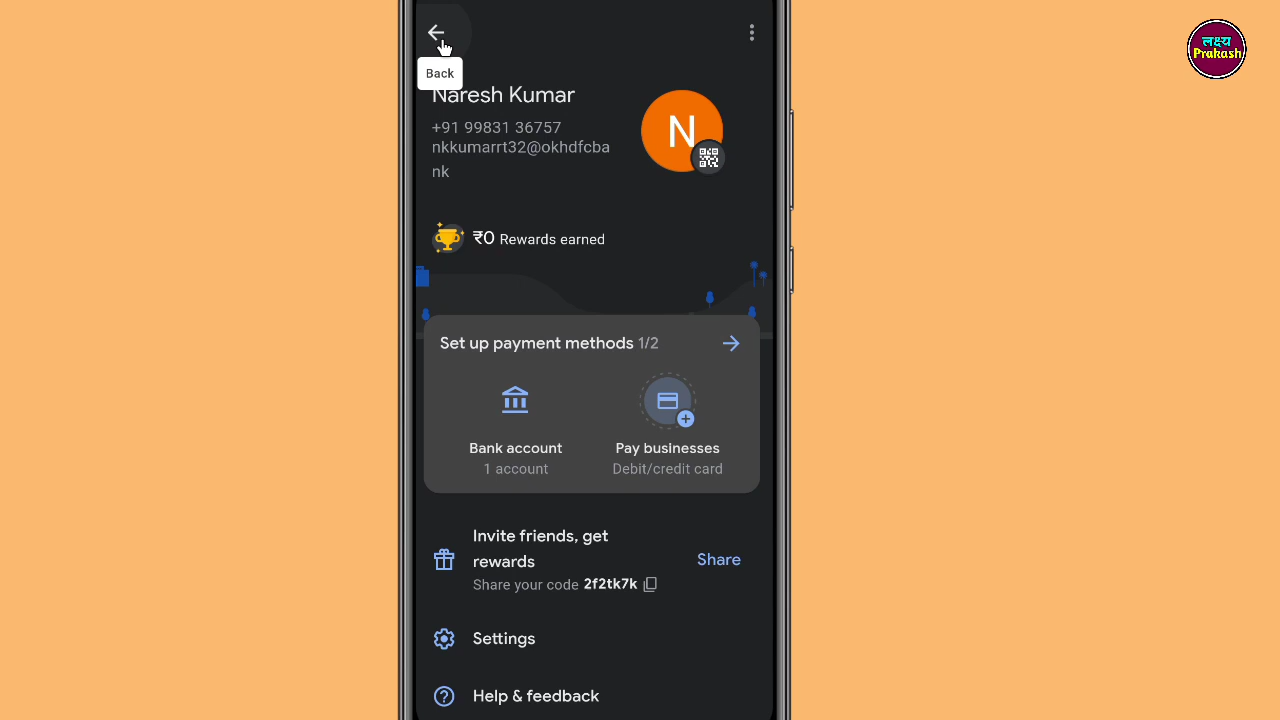 लक्ष्य
Prakash
Back
Naresh Kumar
N
+91 99831 36757
nkkumarrt32@okhdfcba
nk
₹0 Rewards earned
Set up payment methods 1/2
Bank account
1 account
Pay businesses
Debit/credit card
Invite friends, get
rewards
Share
Share your code 2f2tk7k
Settings
Help & feedback